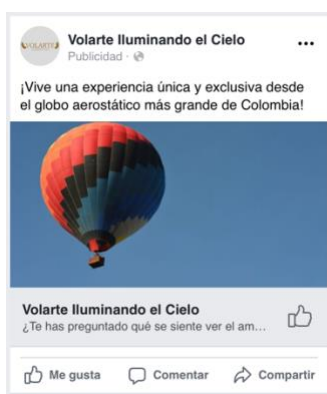 VOLARTE
Volarte Iluminando el Cielo
Publicidad ·
¡Vive una experiencia única y exclusiva desde
el globo aerostático más grande de Colombia!
Volarte Iluminando el Cielo
¿Te has preguntado qué se siente ver el am...
Me gusta
Comentar
Compartir